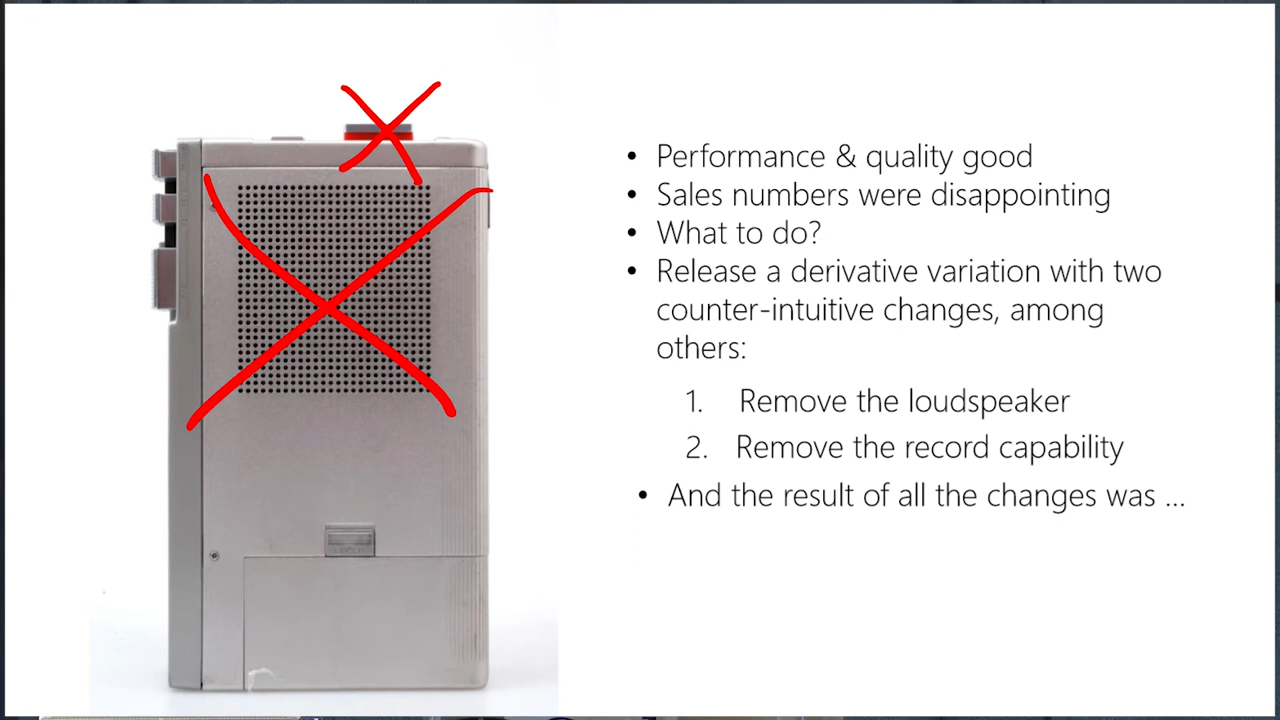 • Performance & quality good
• Sales numbers were disappointing
• What to do?
• Release a derivative variation with two
counter-intuitive changes, among
others:
1. Remove the loudspeaker
2. Remove the record capability
• And the result of all the changes was ...